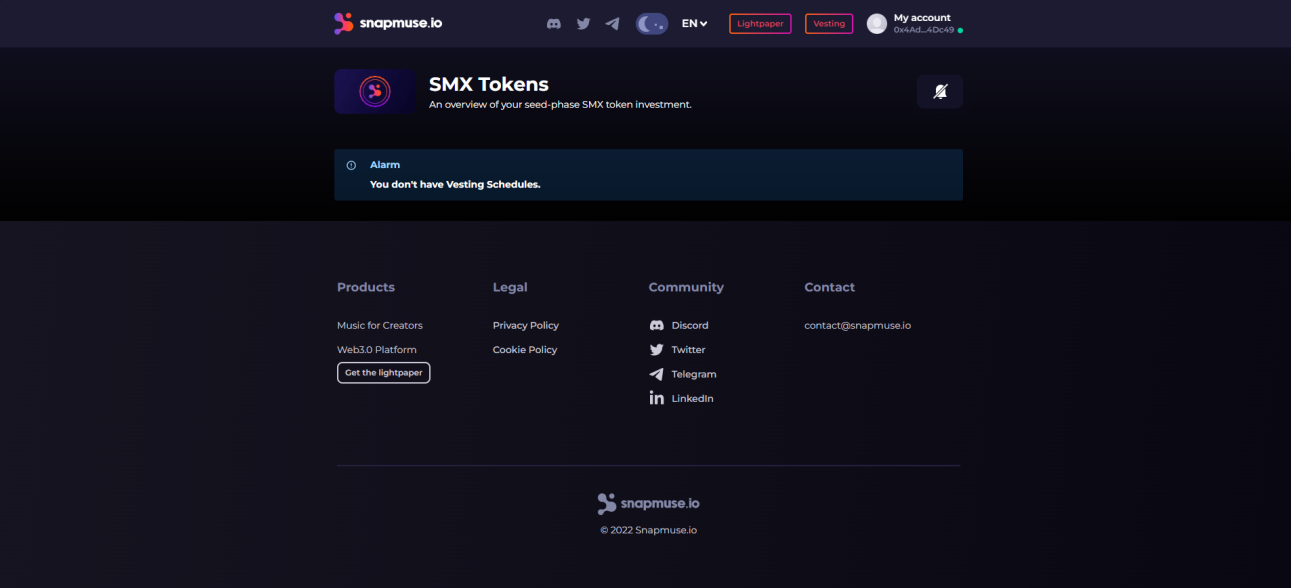 snapmuse.io
EN
Lightpaper
Vesting
My account
0x4Ad...4Dc49
SMX Tokens
An overview of your seed-phase SMX token investment.
Alarm
You don't have Vesting Schedules.
Products
Music for Creators
Web3.0 Platform
Get the lightpaper
Legal
Privacy Policy
Cookie Policy
Community
Discord
Twitter
Telegram
LinkedIn
Contact
contact@snapmuse.io
snapmuse.io
© 2022 Snapmuse.io